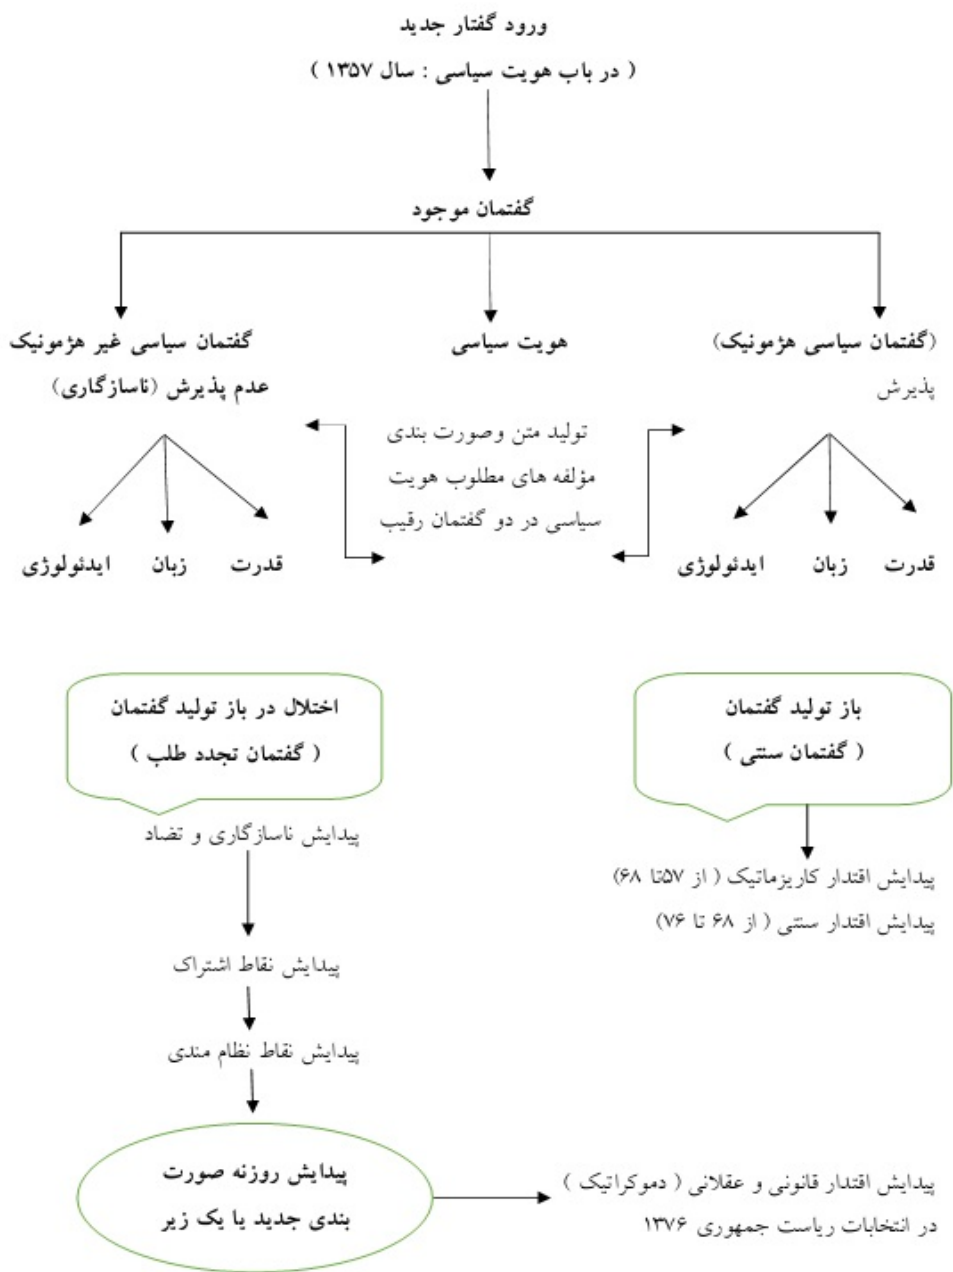 ورود گفتار جدید
( در باب هویت سیاسی : سال ۱۳۵۷ )
گفتمان موجود
(گفتمان سیاسی هژمونیک)
پذیرش
هویت سیاسی
گفتمان سیاسی غیر هژمونیک
عدم پذیرش (ناسازگاری)
تولید متن وصورت بندی
مؤلفه های مطلوب هویت
سیاسی در دو گفتمان رقیب
قدرت
زبان
ایدئولوژی
قدرت
زبان
ایدئولوژی
باز تولید گفتمان
( گفتمان سنتی )
اختلال در باز تولید گفتمان
( گفتمان تجدد طلب )
پیدایش اقتدار کاریزماتیک ( از ۵۷تا ۶۸)
پیدایش اقتدار سنتی ( از ۶۸ تا ۷۶)
پیدایش ناسازگاری و تضاد
پیدایش نقاط اشتراک
پیدایش نقاط نظام مندی
پیدایش روزنه صورت
بندی جدید یا یک زیر
پیدایش اقتدار قانونی و عقلانی ( دموکراتیک )
در انتخابات ریاست جمهوری ۱۳۷۶